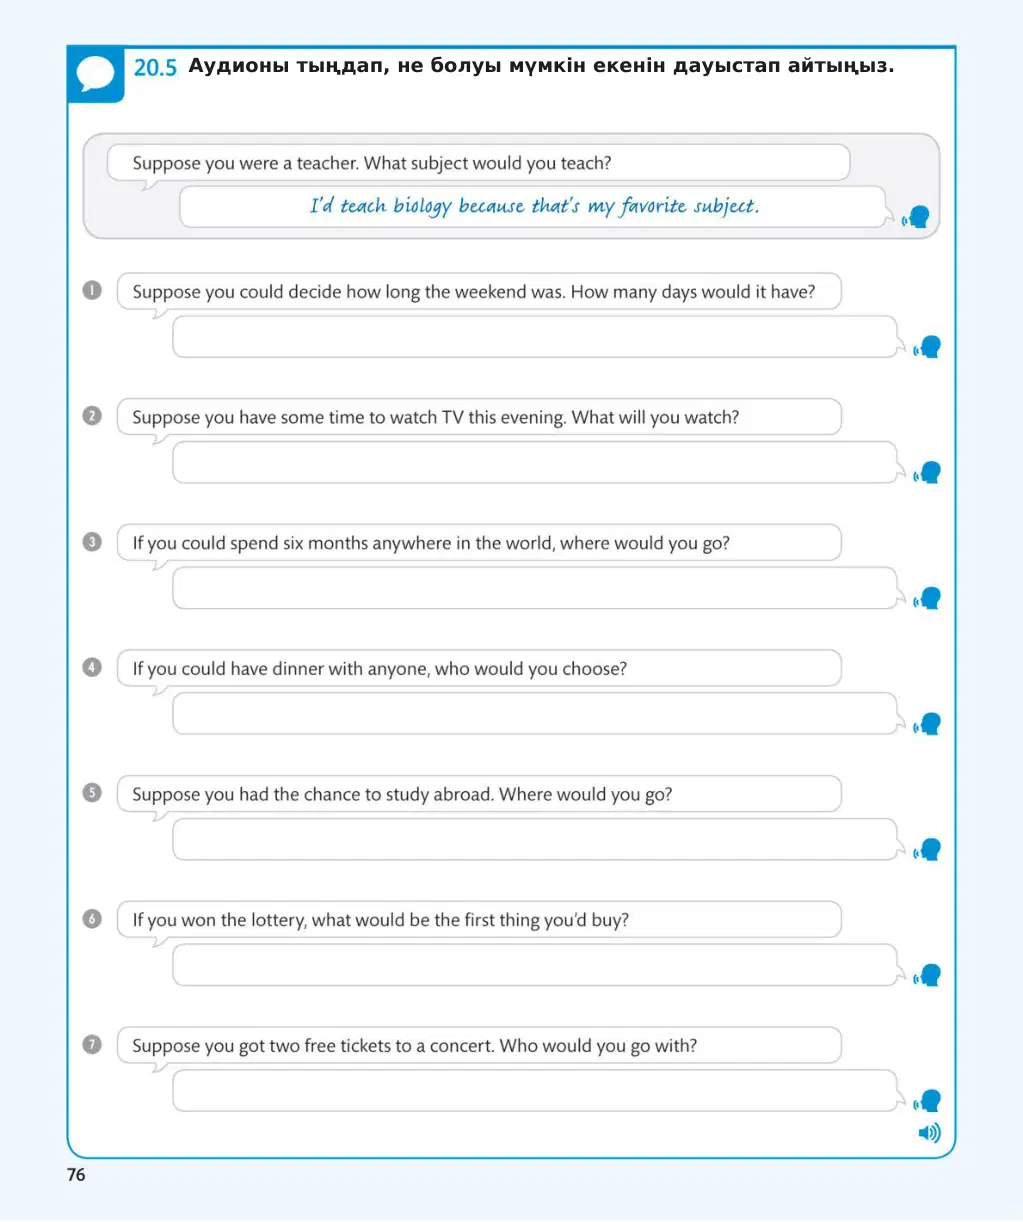 20.5 Аудионы тыңдап, не болуы мүмкін екенін дауыстап айтыңыз.
Suppose you were a teacher. What subject would you teach?
I'd teach biology because that's my favorite subject.
1 Suppose you could decide how long the weekend was. How many days would it have?
2 Suppose you have some time to watch TV this evening. What will you watch?
3 If you could spend six months anywhere in the world, where would you go?
4 If you could have dinner with anyone, who would you choose?
5 Suppose you had the chance to study abroad. Where would you go?
6 If you won the lottery, what would be the first thing you'd buy?
7 Suppose you got two free tickets to a concert. Who would you go with?
76